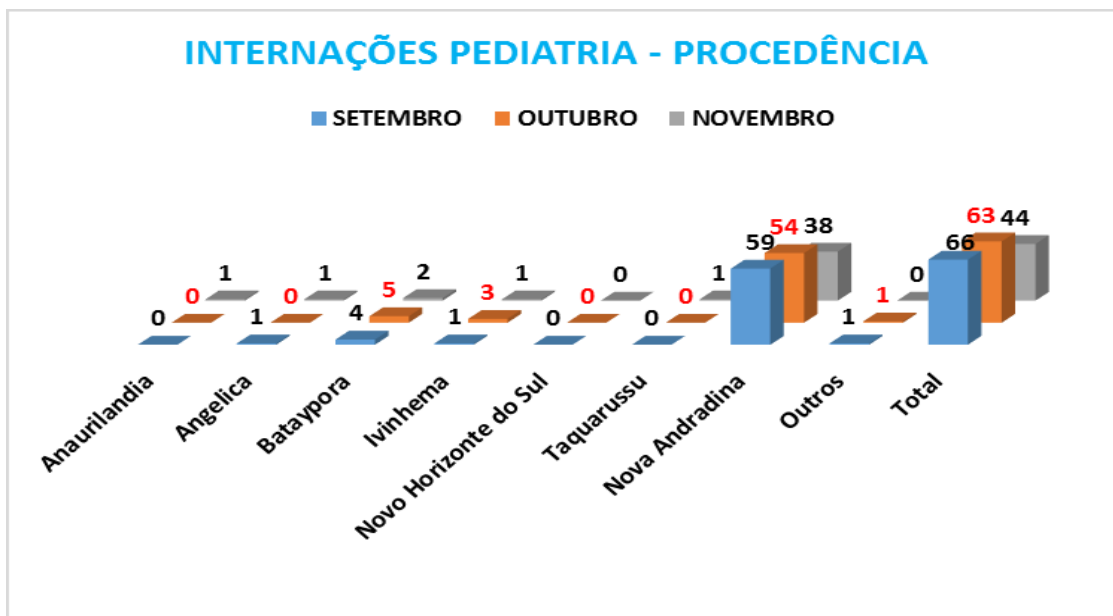 INTERNAÇÕES PEDIATRIA - PROCEDÊNCIA
SETEMBRO OUTUBRO NOVEMBRO
0 0 1
1 0 1
4 5 2
1 3 1
0 0 0
0 0 1
59 54 38
1 1 0
66 63 44
Anaurilandia
Angelica
Bataypora
Ivinhema
Novo Horizonte do Sul
Taquarussu
Nova Andradina
Outros
Total